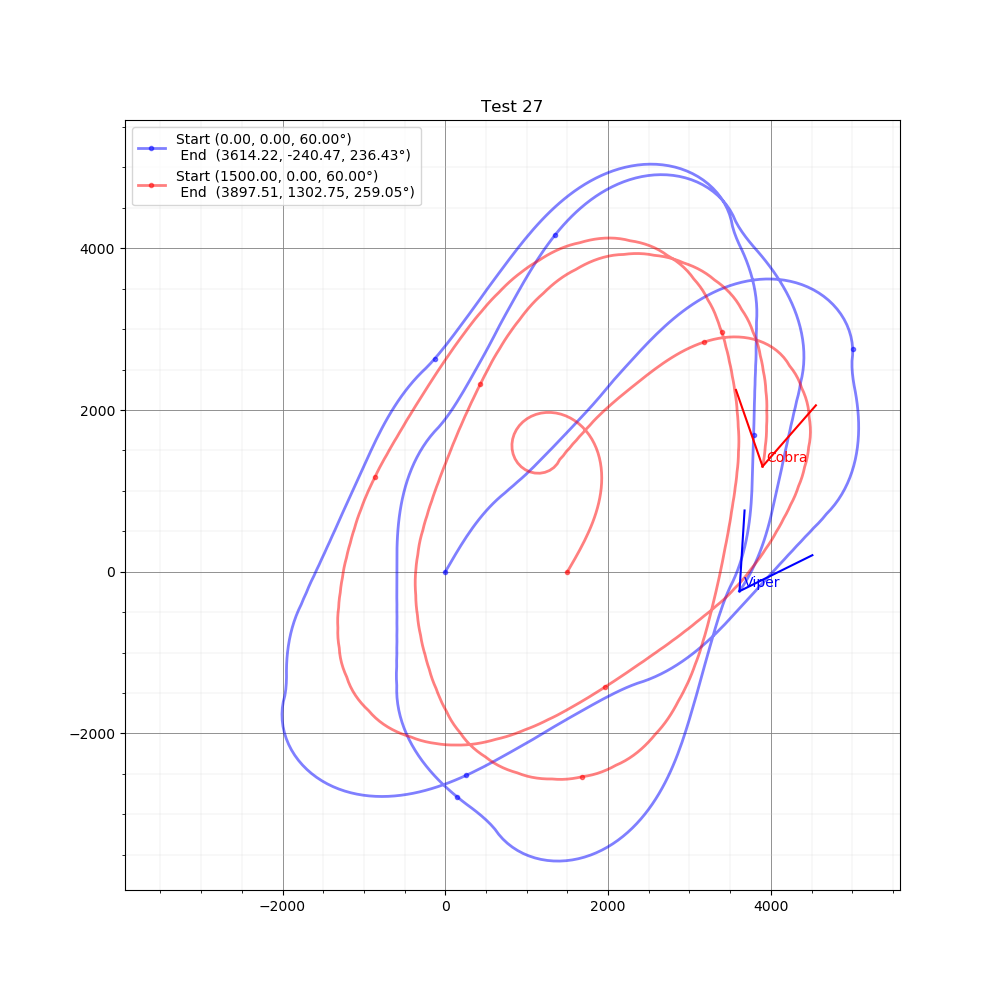 Test 27
Start (0.00, 0.00, 60.00°)
End  (3614.22, -240.47, 236.43°)
Start (1500.00, 0.00, 60.00°)
End  (3897.51, 1302.75, 259.05°)
4000
2000
0
−2000
Cobra
Viper
−2000
0
2000
4000